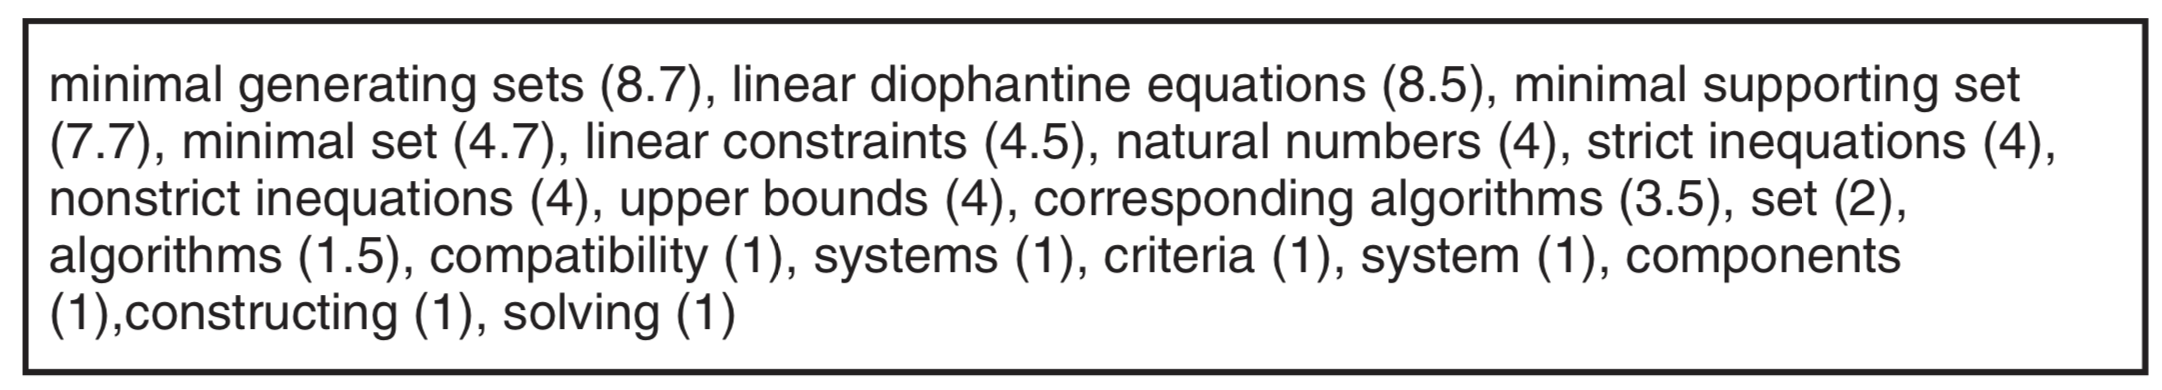 minimal generating sets (8.7), linear diophantine equations (8.5), minimal supporting set
(7.7), minimal set (4.7), linear constraints (4.5), natural numbers (4), strict inequations (4),
nonstrict inequations (4), upper bounds (4), corresponding algorithms (3.5), set (2),
algorithms (1.5), compatibility (1), systems (1), criteria (1), system (1), components
(1),constructing (1), solving (1)